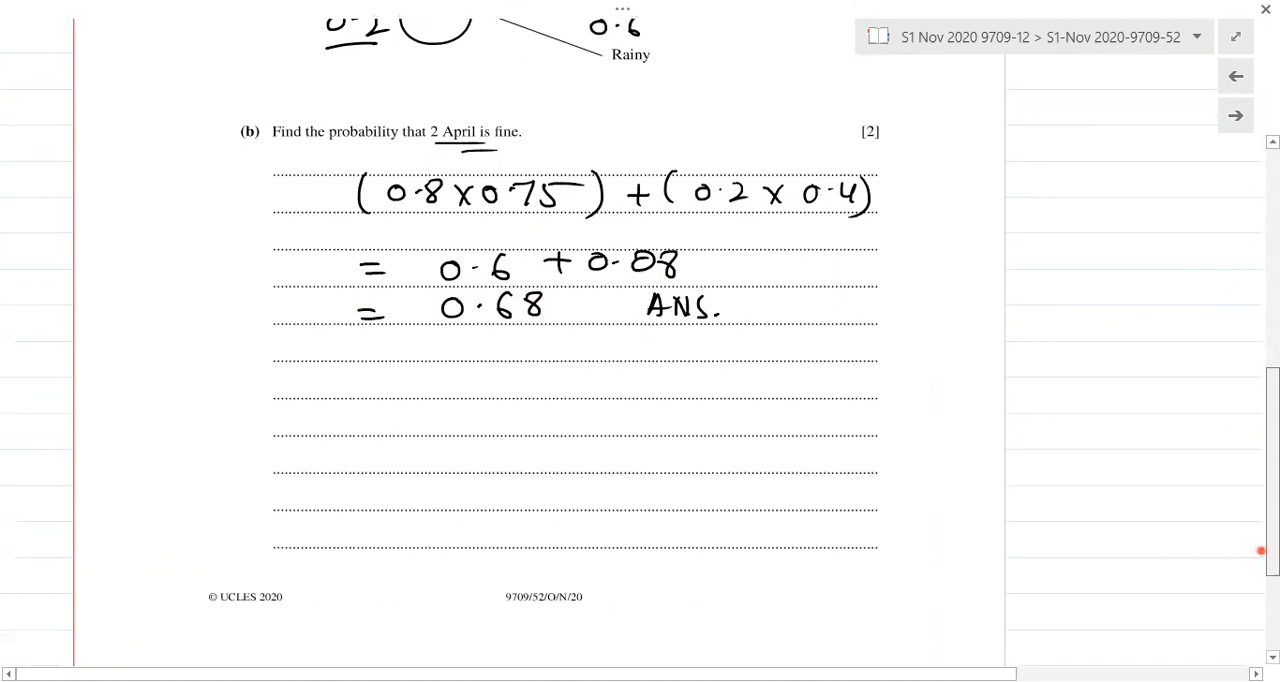 S1 Nov 2020 9709-12 > S1-Nov 2020-9709-52
0.2
0.6
Rainy
(b) Find the probability that 2 April is fine. [2]
(0.8 x 0.75) + (0.2 x 0.4)
= 0.6 + 0.08
= 0.68 ANS.
© UCLES 2020 9709/52/O/N/20